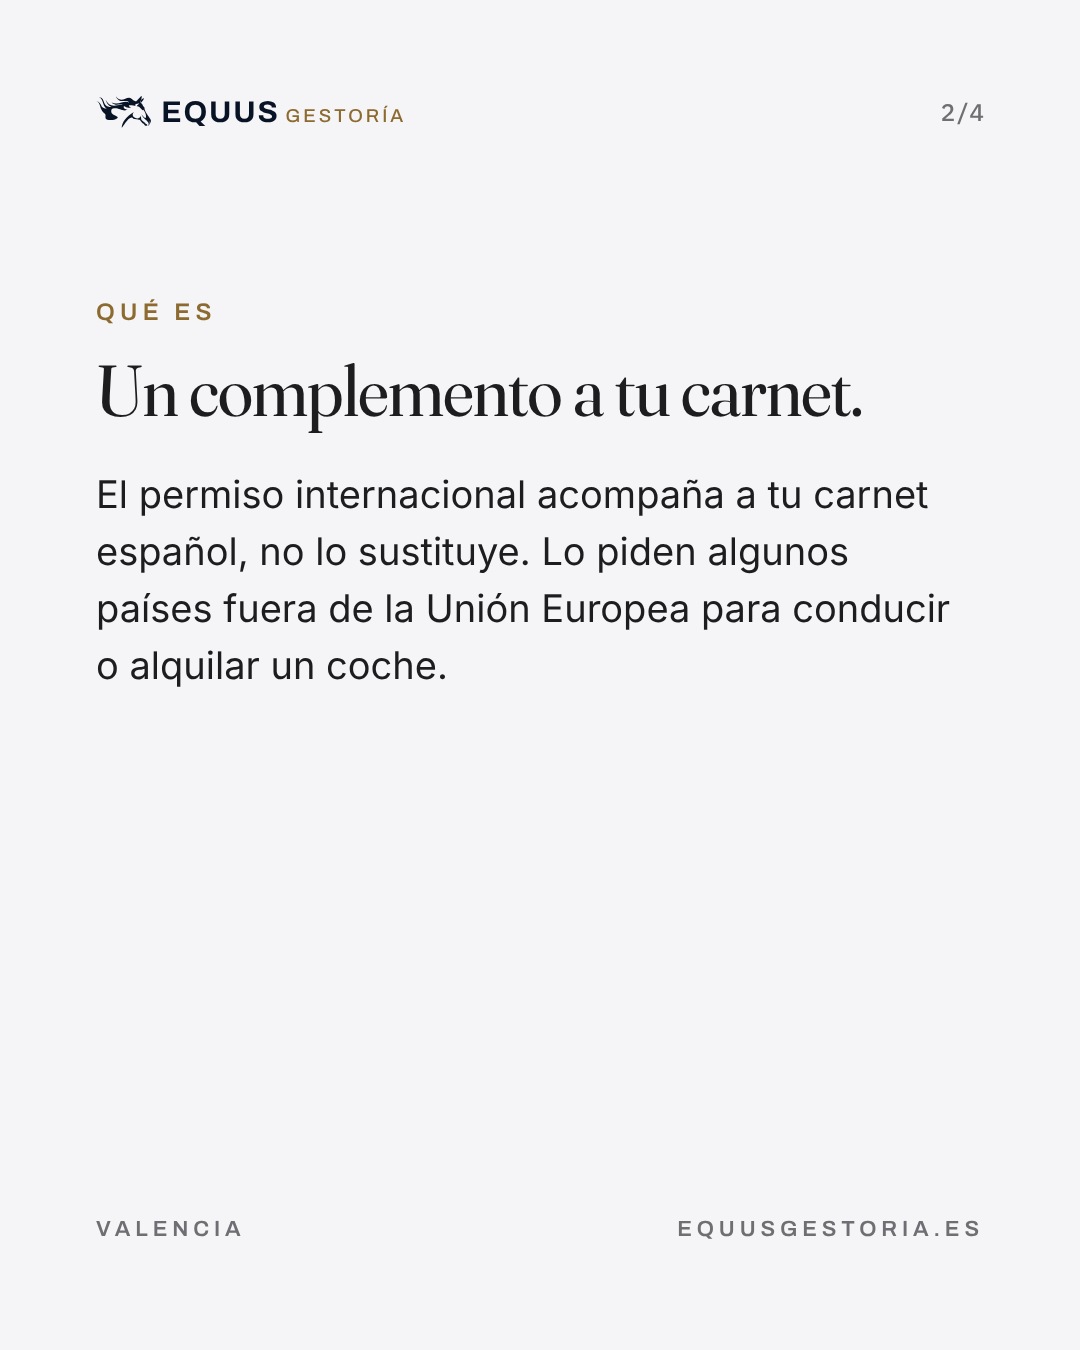 EQUUS GESTORÍA
2/4
QUÉ ES
Un complemento a tu carnet.
El permiso internacional acompaña a tu carnet
español, no lo sustituye. Lo piden algunos
países fuera de la Unión Europea para conducir
o alquilar un coche.
VALENCIA
EQUUSGESTORIA.ES